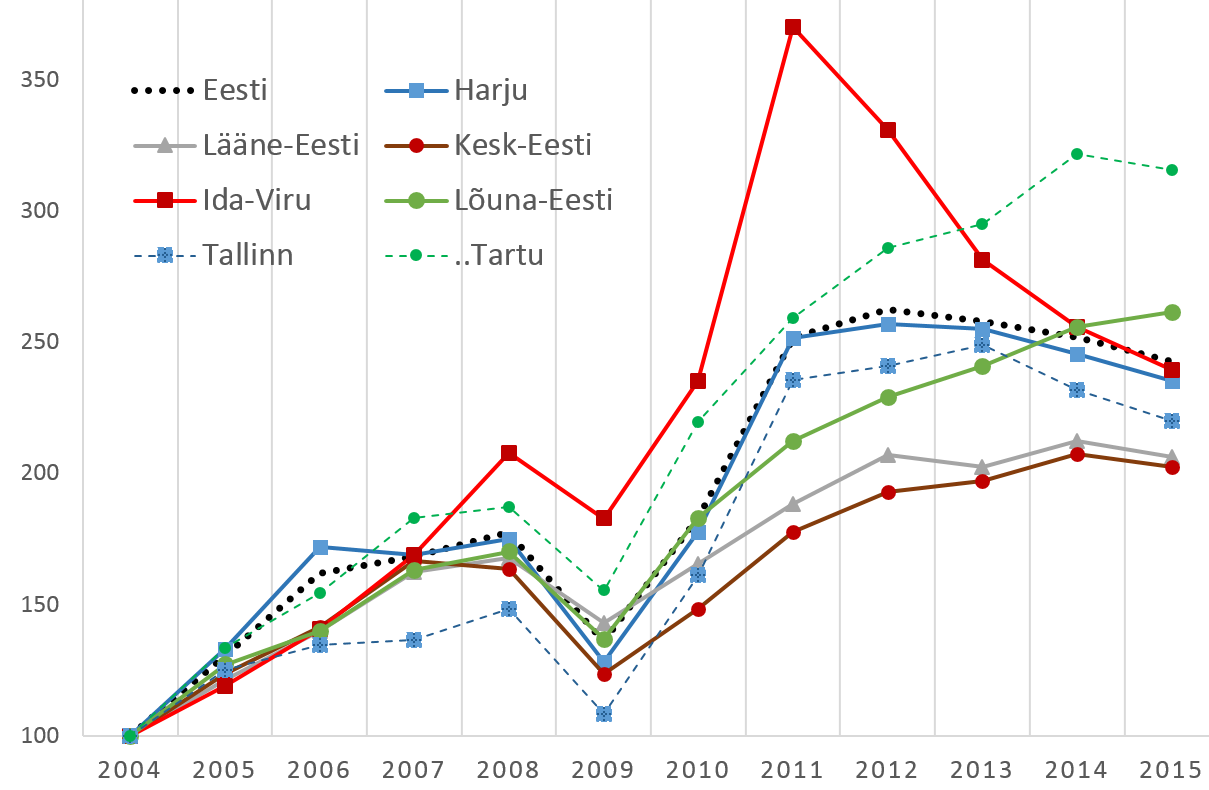 350
300
250
200
150
100
Eesti Harju
Lääne-Eesti Kesk-Eesti
Ida-Viru Lõuna-Eesti
Tallinn ..Tartu
2004 2005 2006 2007 2008 2009 2010 2011 2012 2013 2014 2015